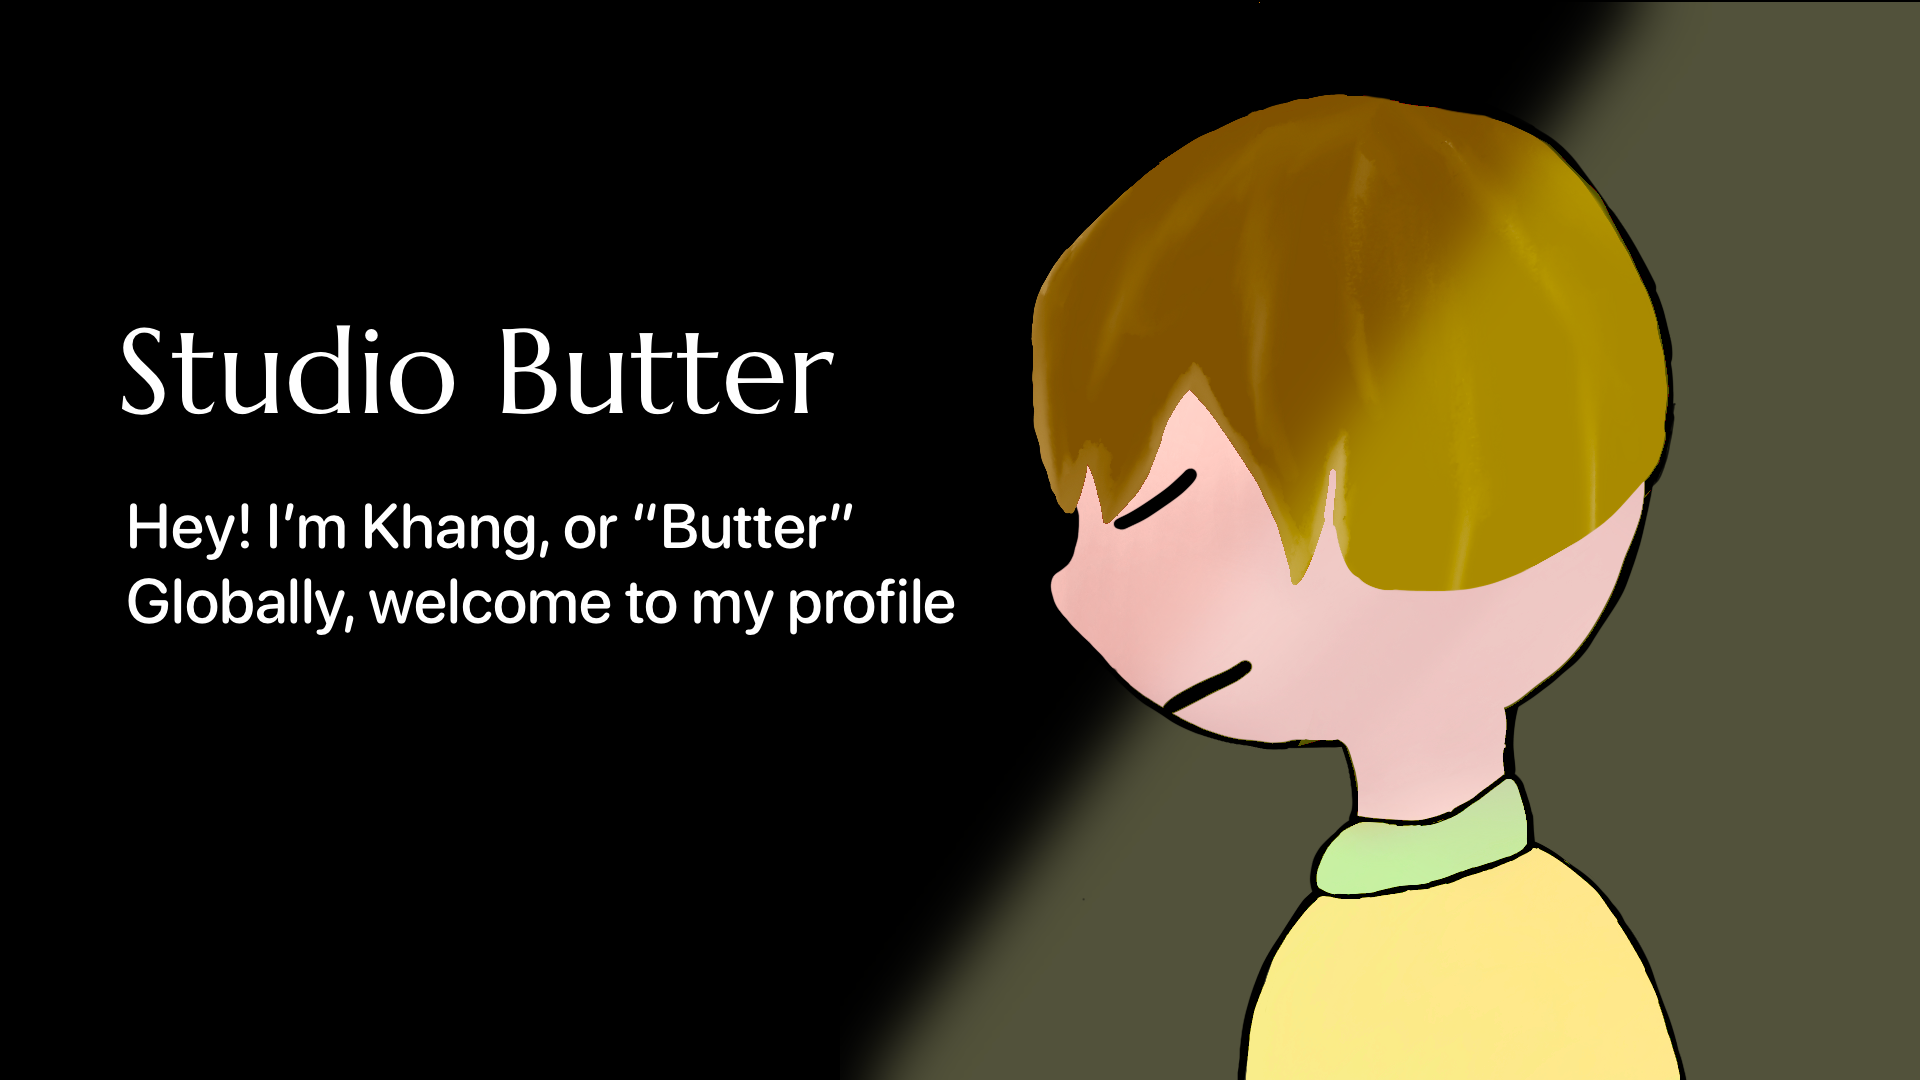 Studio Butter
Hey! I’m Khang, or “Butter”
Globally, welcome to my profile